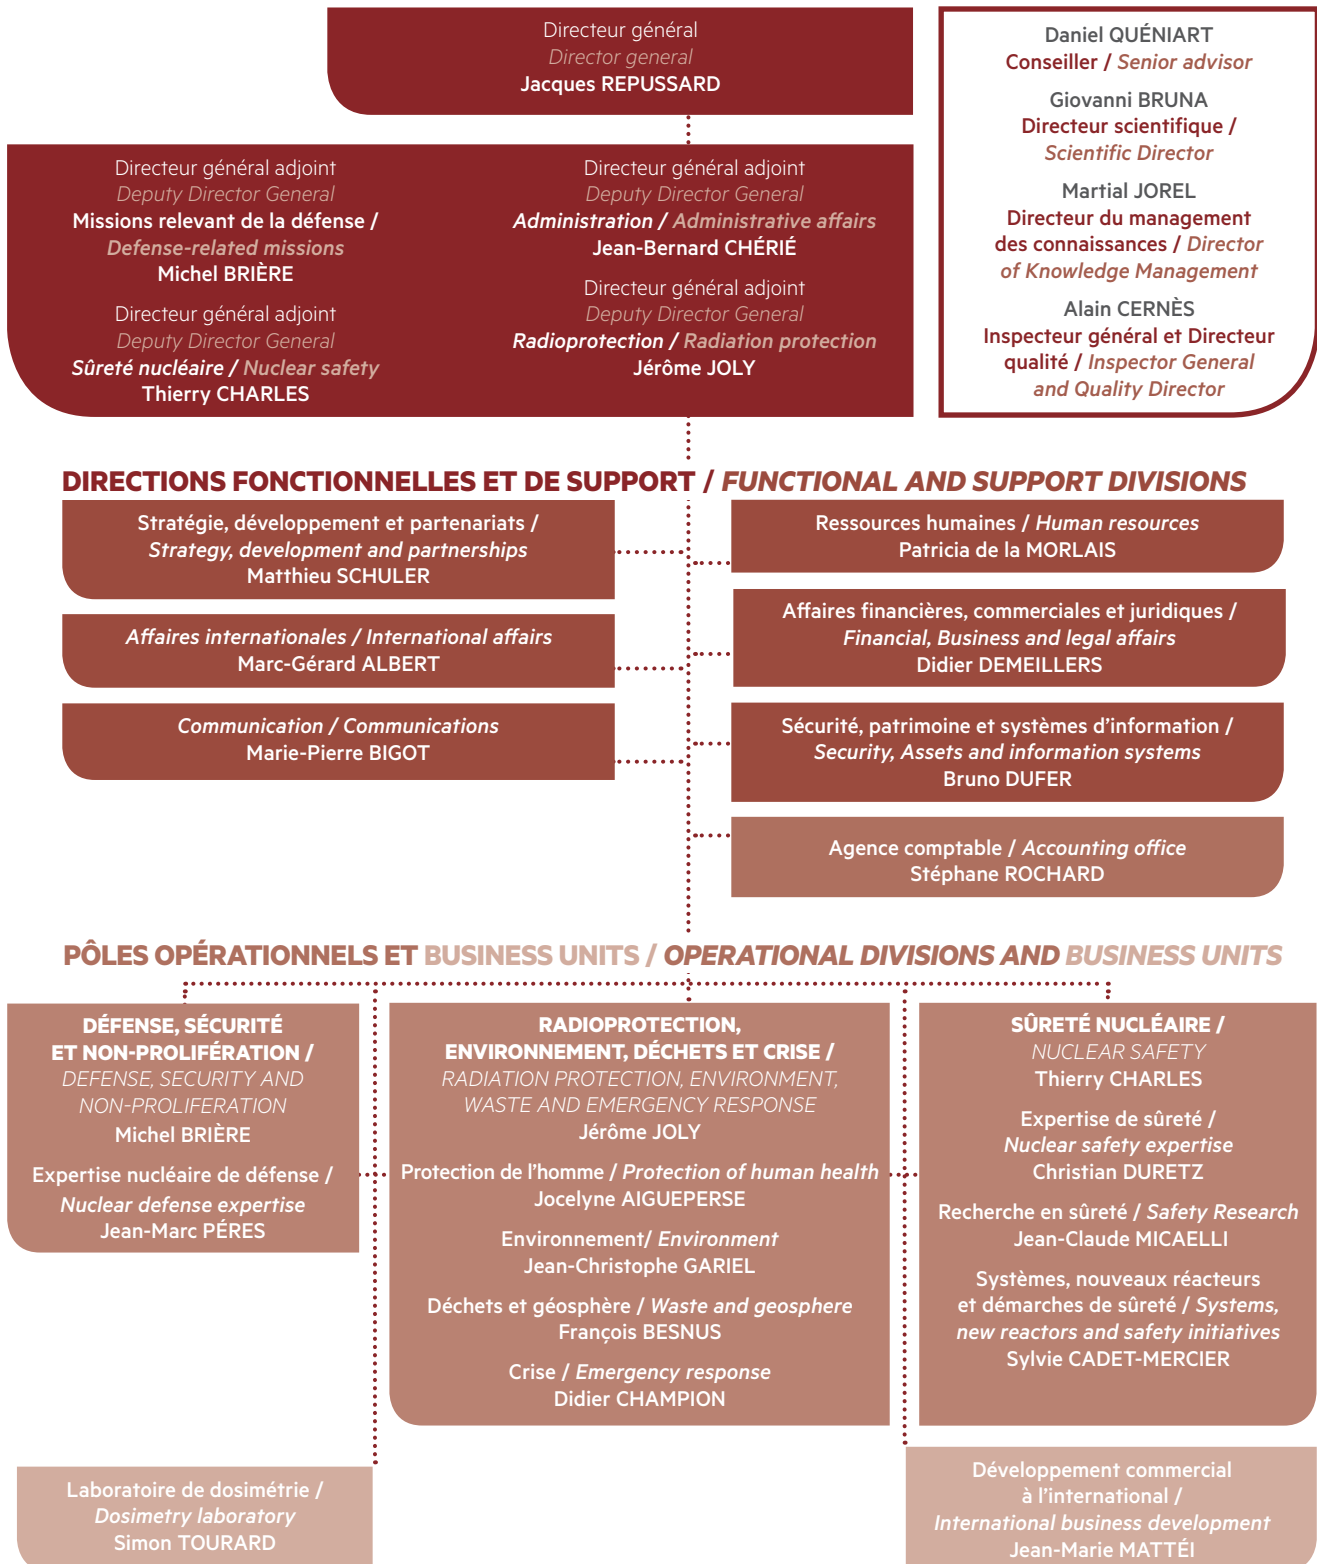 Directeur général
Director general
Jacques REPUSSARD
Daniel QUÉNIART
Conseiller / Senior advisor
Giovanni BRUNA
Directeur scientifique /
Scientific Director
Martial JOREL
Directeur du management
des connaissances / Director
of Knowledge Management
Alain CERNÈS
Inspecteur général et Directeur
qualité / Inspector General
and Quality Director
Directeur général adjoint
Deputy Director General
Missions relevant de la défense /
Defense-related missions
Michel BRIÈRE
Directeur général adjoint
Deputy Director General
Sûreté nucléaire / Nuclear safety
Thierry CHARLES
Directeur général adjoint
Deputy Director General
Administration / Administrative affairs
Jean-Bernard CHÉRIÉ
Directeur général adjoint
Deputy Director General
Radioprotection / Radiation protection
Jérôme JOLY
DIRECTIONS FONCTIONNELLES ET DE SUPPORT / FUNCTIONAL AND SUPPORT DIVISIONS
Stratégie, développement et partenariats /
Strategy, development and partnerships
Matthieu SCHULER
Affaires internationales / International affairs
Marc-Gérard ALBERT
Communication / Communications
Marie-Pierre BIGOT
Ressources humaines / Human resources
Patricia de la MORLAIS
Affaires financières, commerciales et juridiques /
Financial, Business and legal affairs
Didier DEMEILLERS
Sécurité, patrimoine et systèmes d'information /
Security, Assets and information systems
Bruno DUFER
Agence comptable / Accounting office
Stéphane ROCHARD
PÔLES OPÉRATIONNELS ET BUSINESS UNITS / OPERATIONAL DIVISIONS AND BUSINESS UNITS
DÉFENSE, SÉCURITÉ
ET NON-PROLIFÉRATION /
DEFENSE, SECURITY AND
NON-PROLIFERATION
Michel BRIÈRE
Expertise nucléaire de défense /
Nuclear defense expertise
Jean-Marc PÉRES
RADIOPROTECTION,
ENVIRONNEMENT, DÉCHETS ET CRISE /
RADIATION PROTECTION, ENVIRONMENT,
WASTE AND EMERGENCY RESPONSE
Jérôme JOLY
Protection de l'homme / Protection of human health
Jocelyne AIGUEPERSE
Environnement/ Environment
Jean-Christophe GARIEL
Déchets et géosphère / Waste and geosphere
François BESNUS
Crise / Emergency response
Didier CHAMPION
SÛRETÉ NUCLÉAIRE /
NUCLEAR SAFETY
Thierry CHARLES
Expertise de sûreté /
Nuclear safety expertise
Christian DURETZ
Recherche en sûreté / Safety Research
Jean-Claude MICAELLI
Systèmes, nouveaux réacteurs
et démarches de sûreté / Systems,
new reactors and safety initiatives
Sylvie CADET-MERCIER
Laboratoire de dosimétrie /
Dosimetry laboratory
Simon TOURARD
Développement commercial
à l'international /
International business development
Jean-Marie MATTÉI